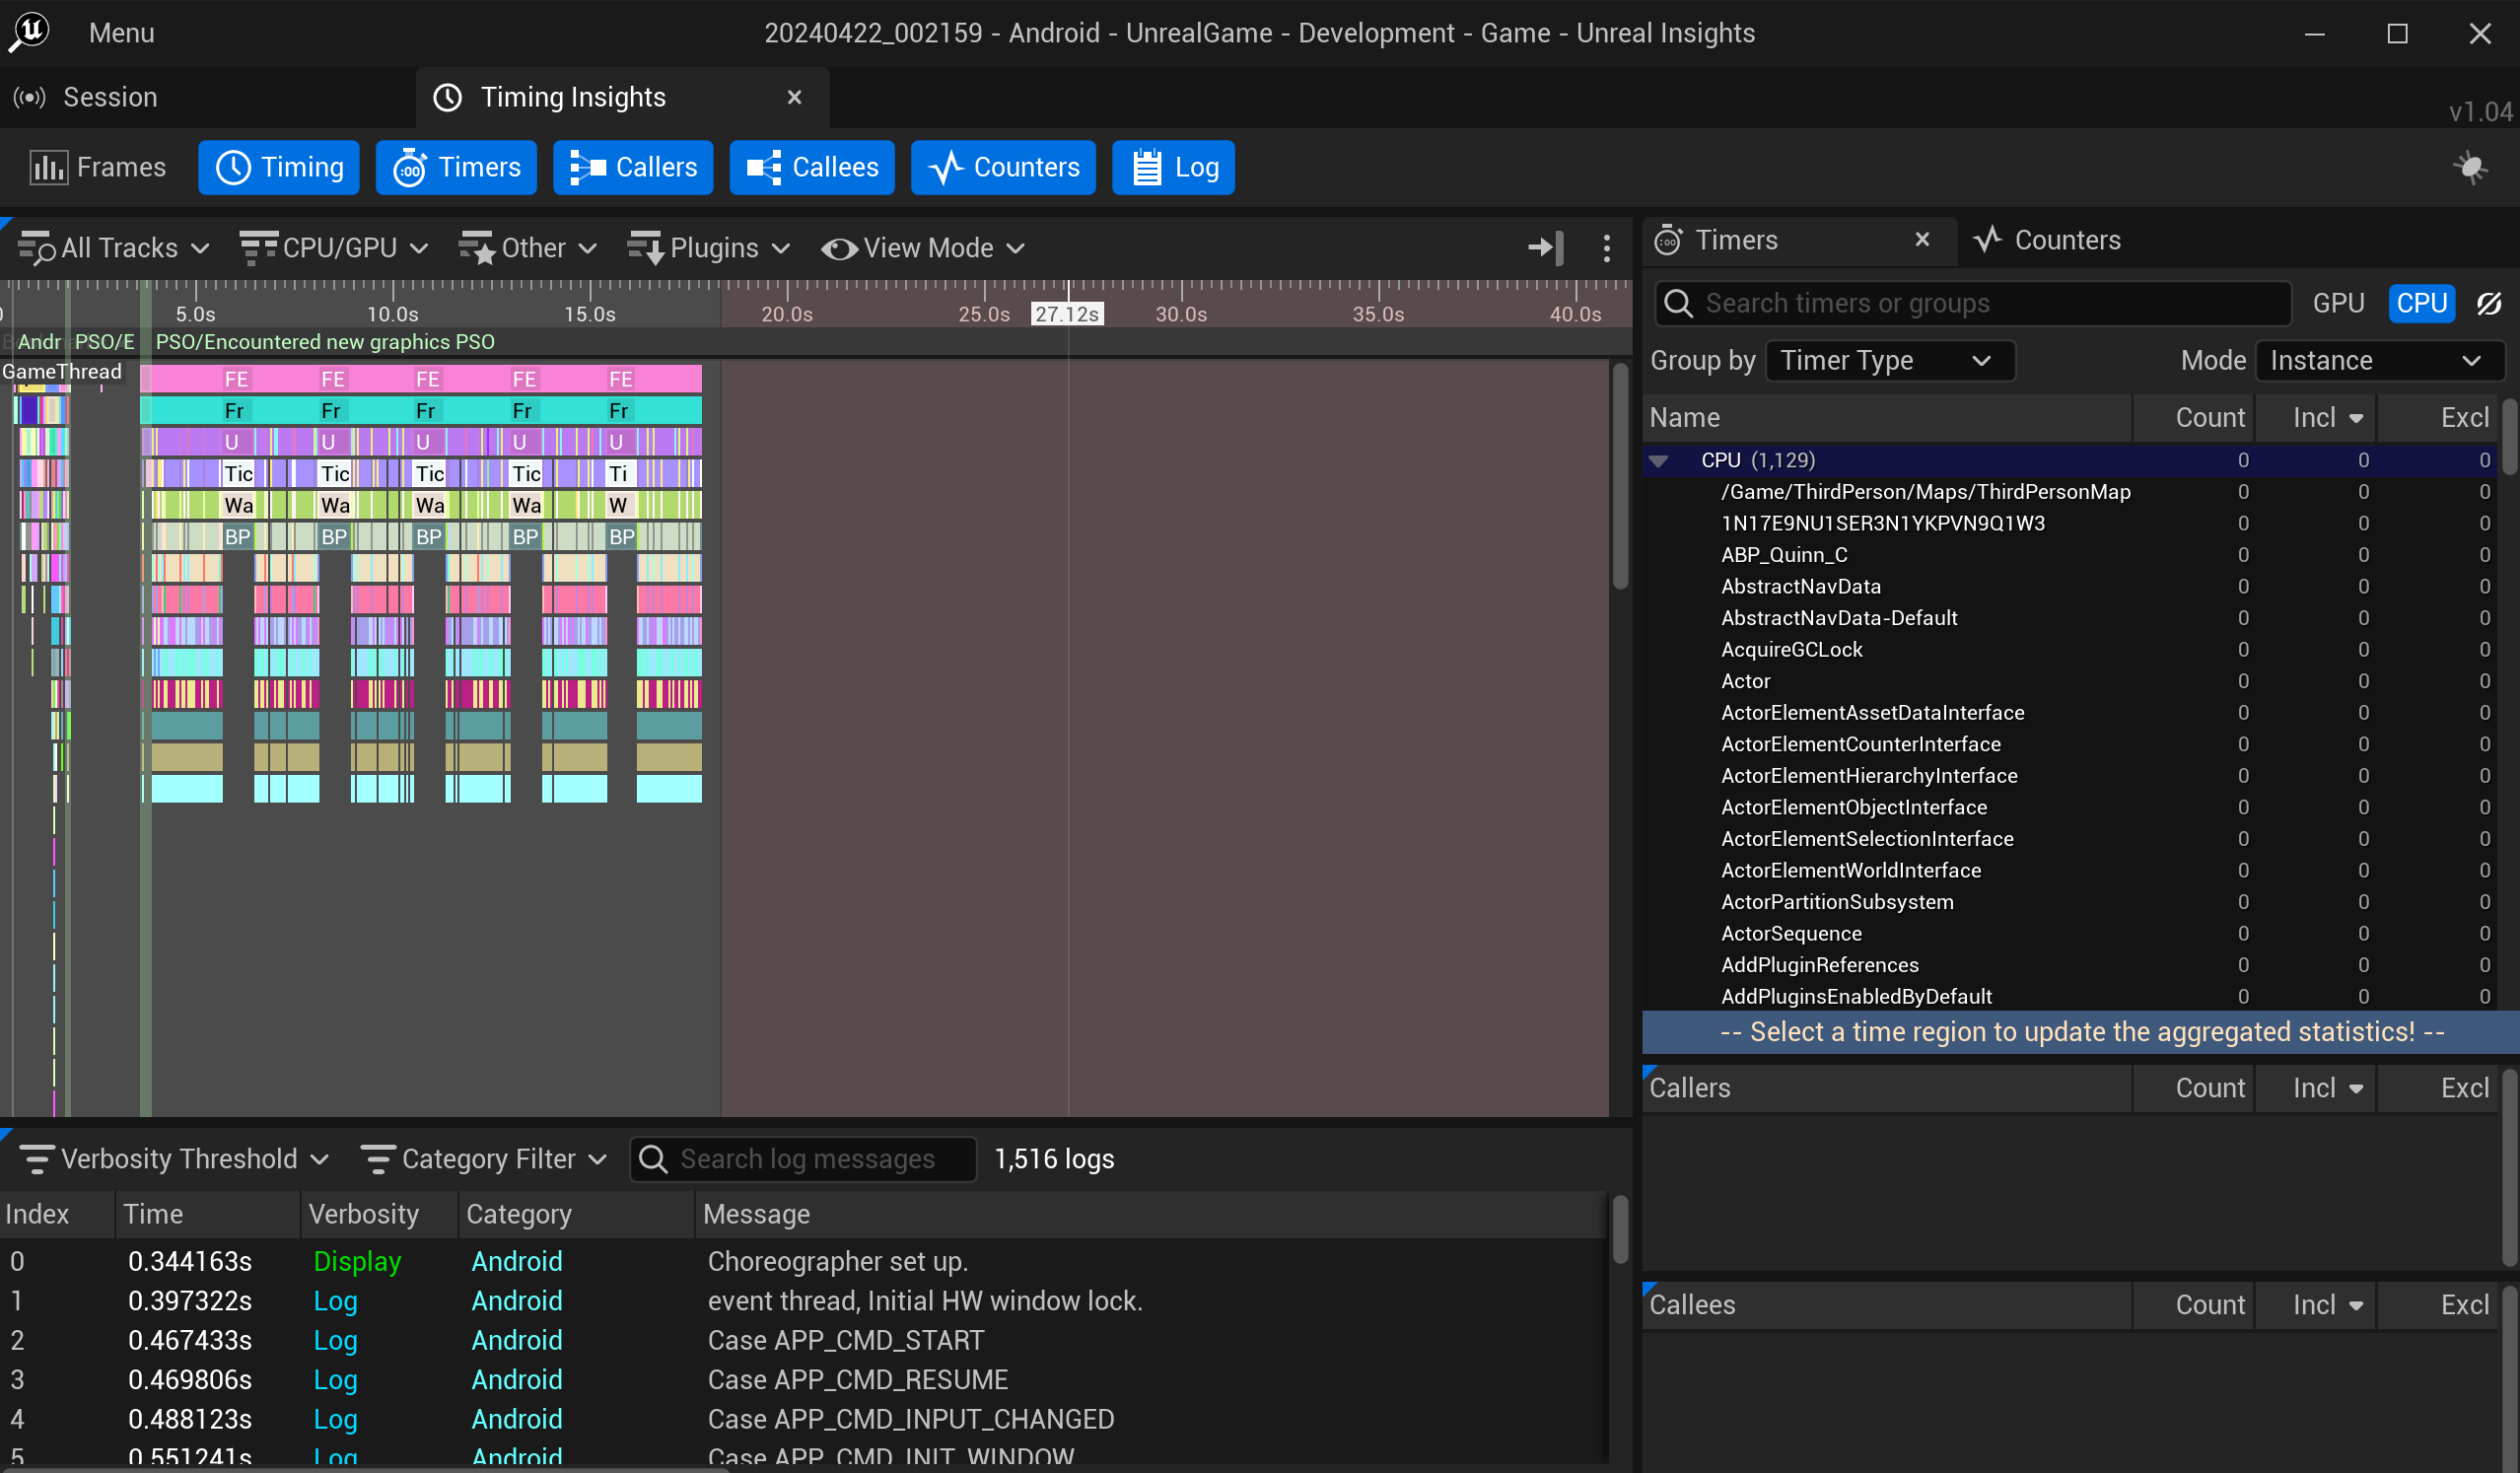 Menu
20240422_002159 - Android - UnrealGame - Development - Game - Unreal Insights
Session
Timing Insights
v1.04
Frames
Timing
Timers
Callers
Callees
Counters
Log
All Tracks
CPU/GPU
Other
Plugins
View Mode
5.0s 10.0s 15.0s 20.0s 25.0s 27.12s 30.0s 35.0s 40.0s
Andr PSO/E PSO/Encountered new graphics PSO
GameThread
FE FE FE FE FE
Fr Fr Fr Fr Fr
U U U U U
Tic Tic Tic Tic Ti
Wa Wa Wa Wa W
BP BP BP BP BP
Timers
Counters
Search timers or groups
GPU
CPU
Group by Timer Type
Mode Instance
Name Count Incl Excl
CPU (1,129) 0 0 0
/Game/ThirdPerson/Maps/ThirdPersonMap 0 0 0
1N17E9NU1SER3N1YKPVN9Q1W3 0 0 0
ABP_Quinn_C 0 0 0
AbstractNavData 0 0 0
AbstractNavData-Default 0 0 0
AcquireGCLock 0 0 0
Actor 0 0 0
ActorElementAssetDataInterface 0 0 0
ActorElementCounterInterface 0 0 0
ActorElementHierarchyInterface 0 0 0
ActorElementObjectInterface 0 0 0
ActorElementSelectionInterface 0 0 0
ActorElementWorldInterface 0 0 0
ActorPartitionSubsystem 0 0 0
ActorSequence 0 0 0
AddPluginReferences 0 0 0
AddPluginsEnabledByDefault 0 0 0
-- Select a time region to update the aggregated statistics! --
Callers Count Incl Excl
Callees Count Incl Excl
Verbosity Threshold
Category Filter
Search log messages
1,516 logs
Index Time Verbosity Category Message
0 0.344163s Display Android Choreographer set up.
1 0.397322s Log Android event thread, Initial HW window lock.
2 0.467433s Log Android Case APP_CMD_START
3 0.469806s Log Android Case APP_CMD_RESUME
4 0.488123s Log Android Case APP_CMD_INPUT_CHANGED
5 0.551241s Log Android Case APP_CMD_INIT_WINDOW